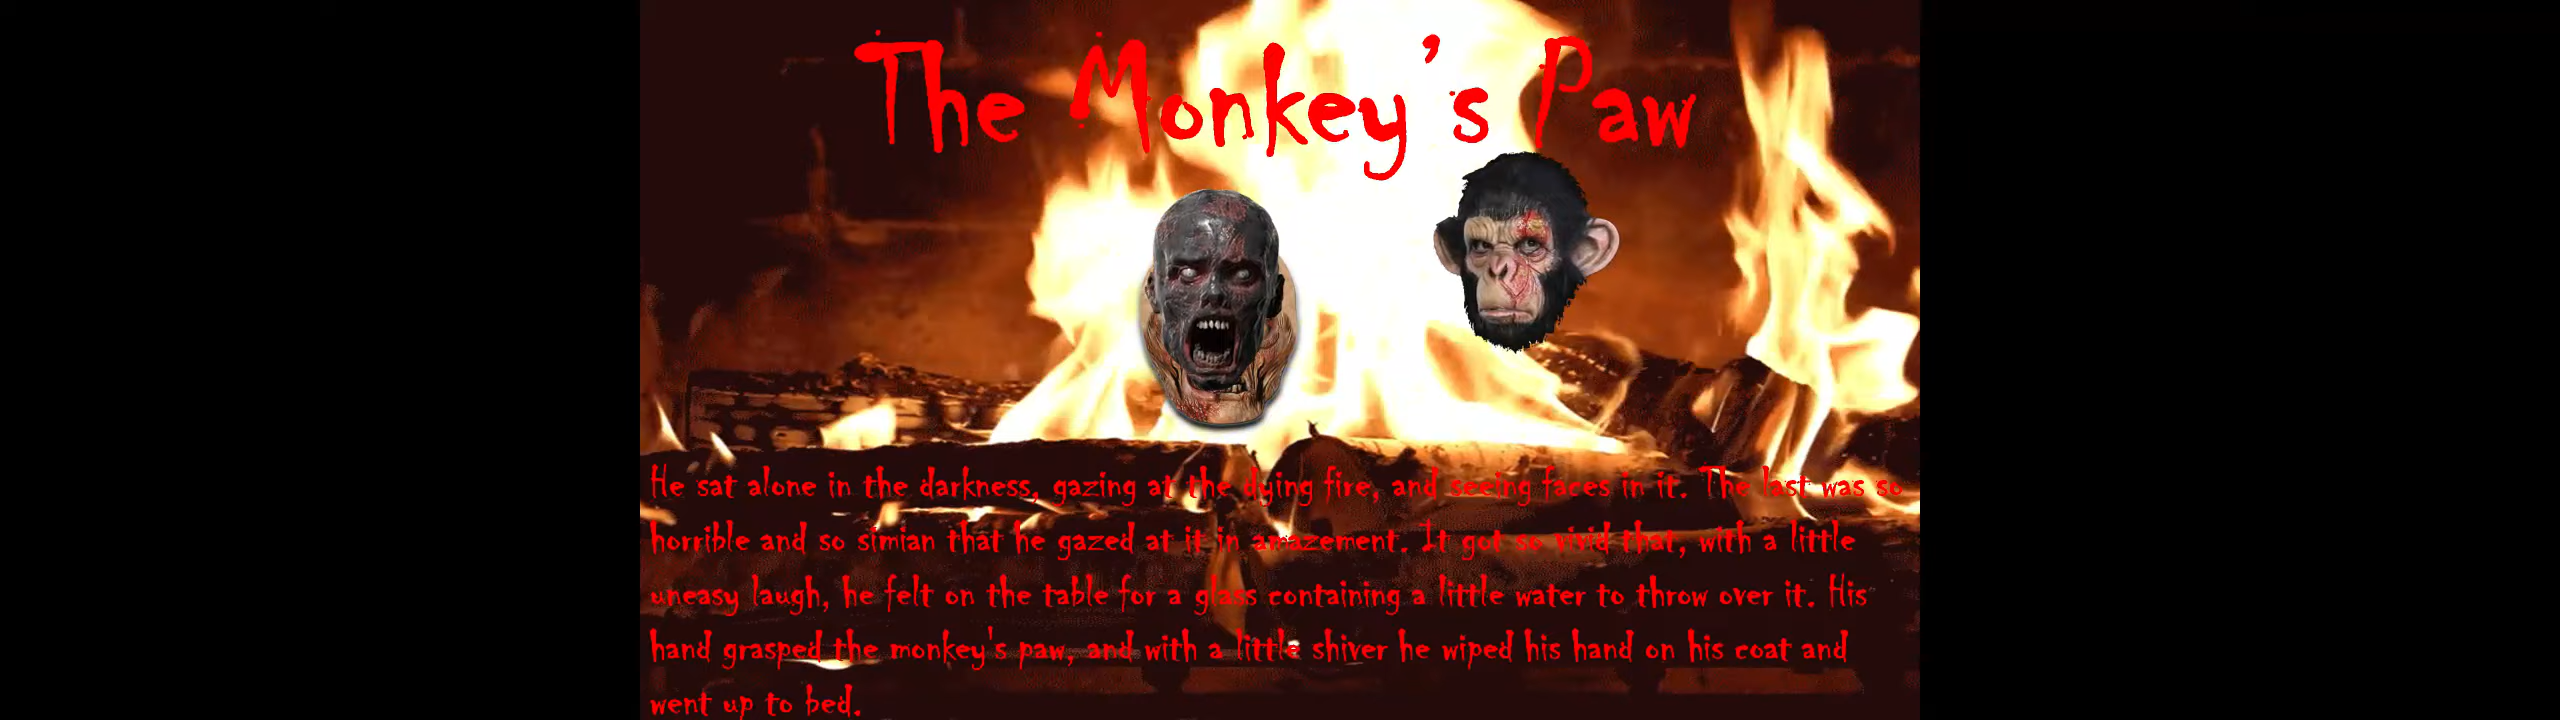 The Monkey's Paw
He sat alone in the darkness, gazing at the dying fire, and seeing faces in it. The last was so
horrible and so simian that he gazed at it in amazement. It got so vivid that, with a little
uneasy laugh, he felt on the table for a glass containing a little water to throw over it. His
hand grasped the monkey's paw, and with a little shiver he wiped his hand on his coat and
went up to bed.